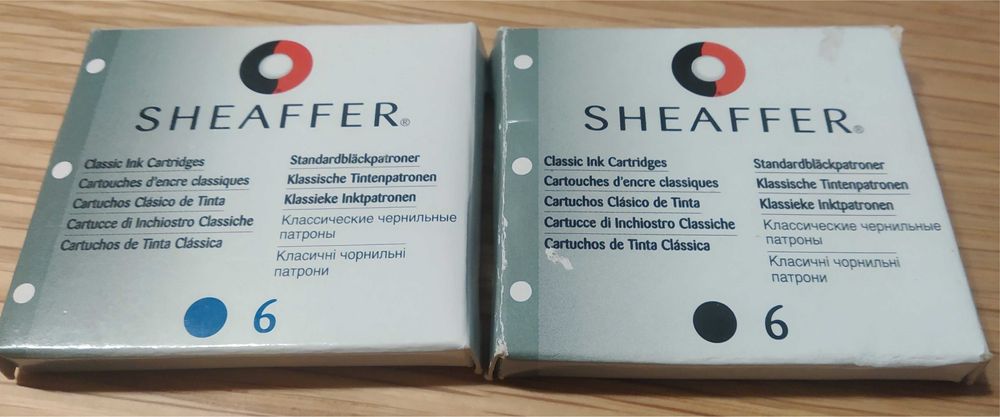 SHEAFFER®
Classic Ink Cartridges
Cartouches d'encre classiques
Cartuchos Clásico de Tinta
Cartucce di Inchiostro Classiche
Cartuchos de Tinta Clássica
Standardbläckpatroner
Klassische Tintenpatronen
Klassieke Inktpatronen
Классические чернильные
патроны
Класичні чорнильні
патрони
6
SHEAFFER®
Classic Ink Cartridges
Cartouches d'encre classiques
Cartuchos Clásico de Tinta
Cartucce di Inchiostro Classiche
Cartuchos de Tinta Clássica
Standardbläckpatroner
Klassische Tintenpatronen
Klassieke Inktpatronen
Классические чернильные
патроны
Класичні чорнильні
патрони
6